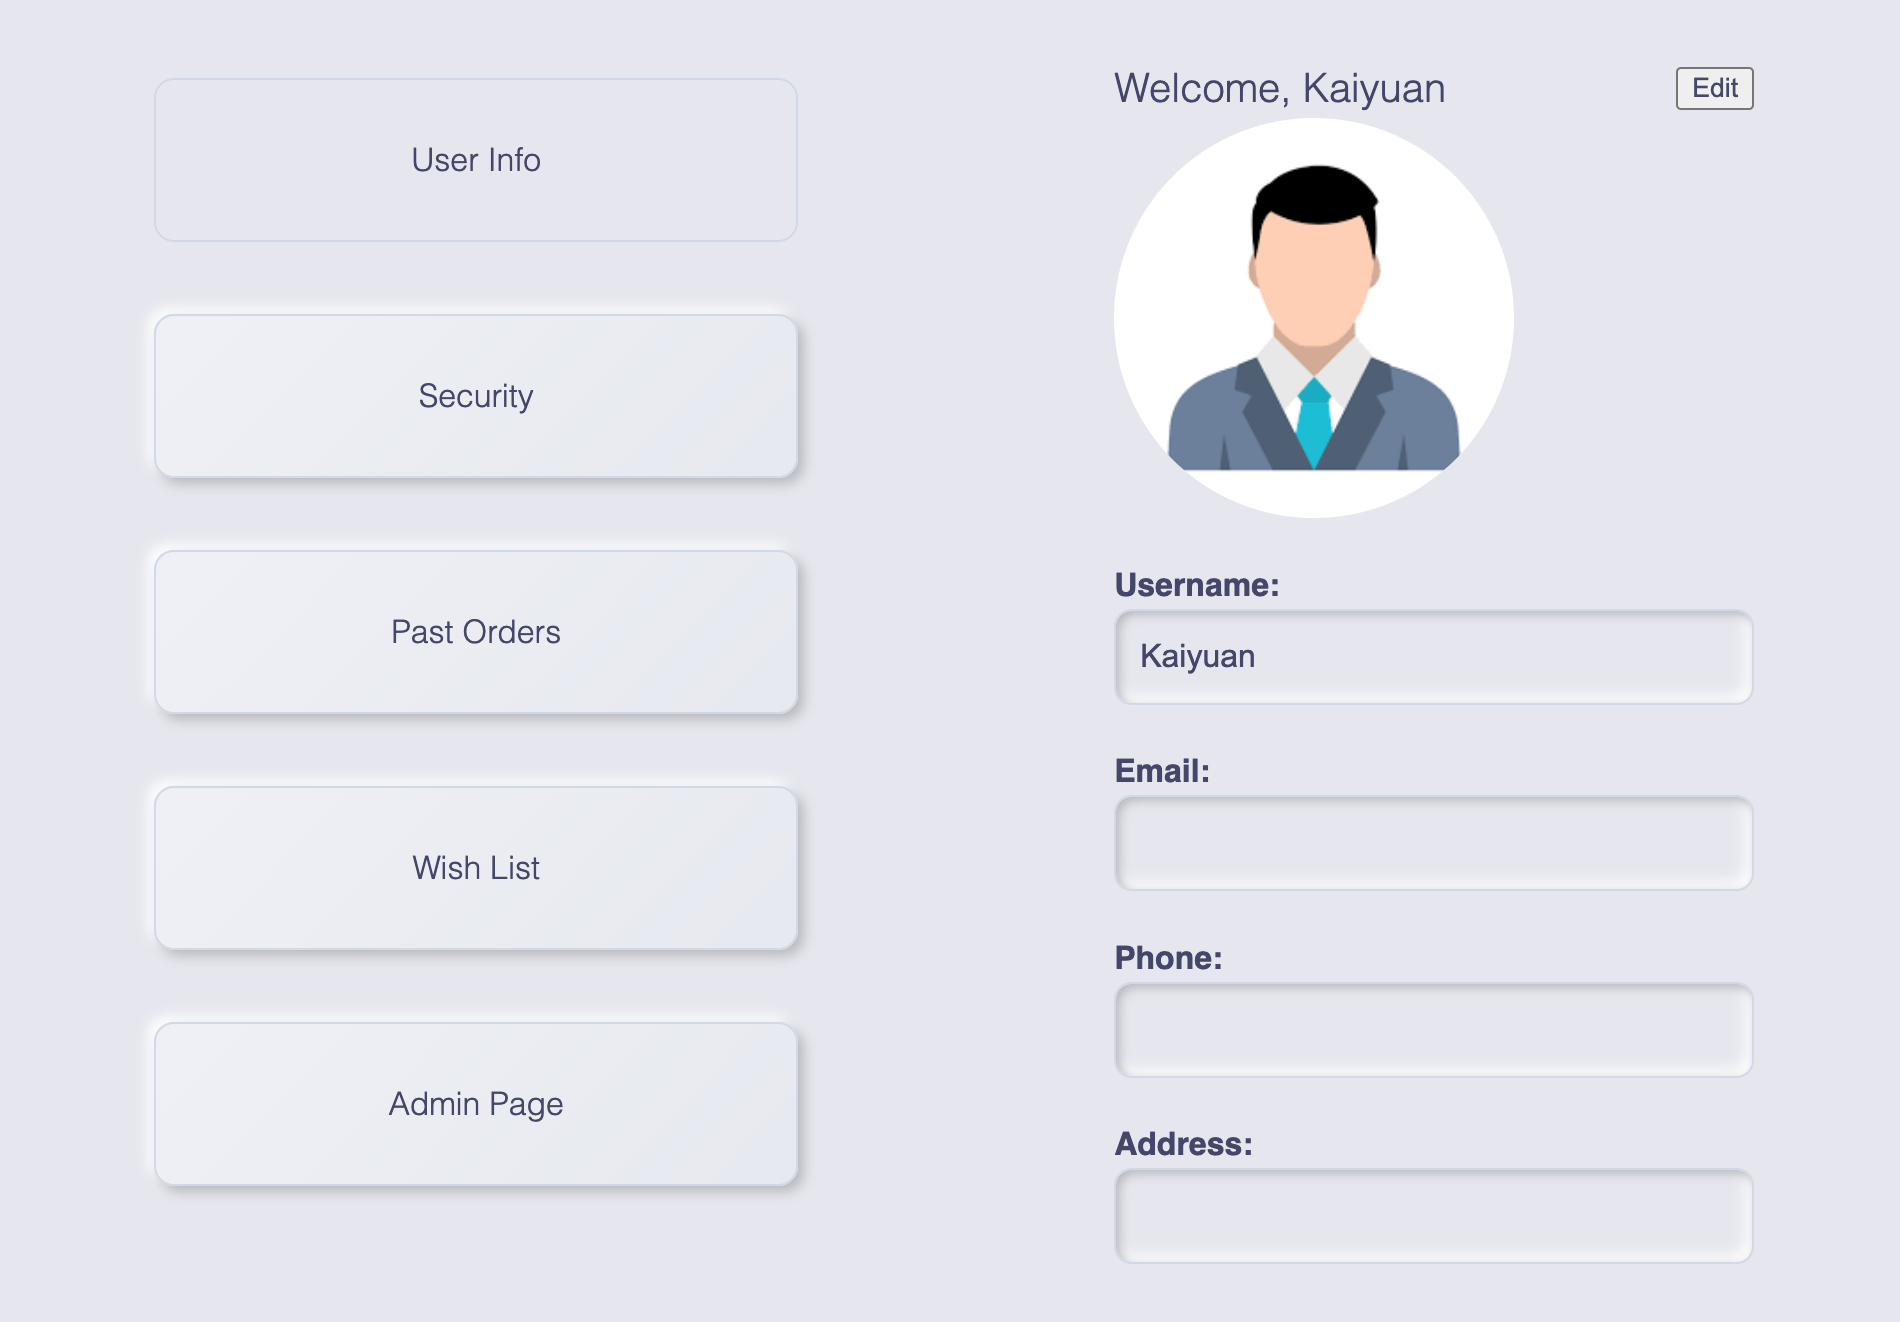 User Info
Security
Past Orders
Wish List
Admin Page
Welcome, Kaiyuan
Edit
Username:
Kaiyuan
Email:
Phone:
Address: